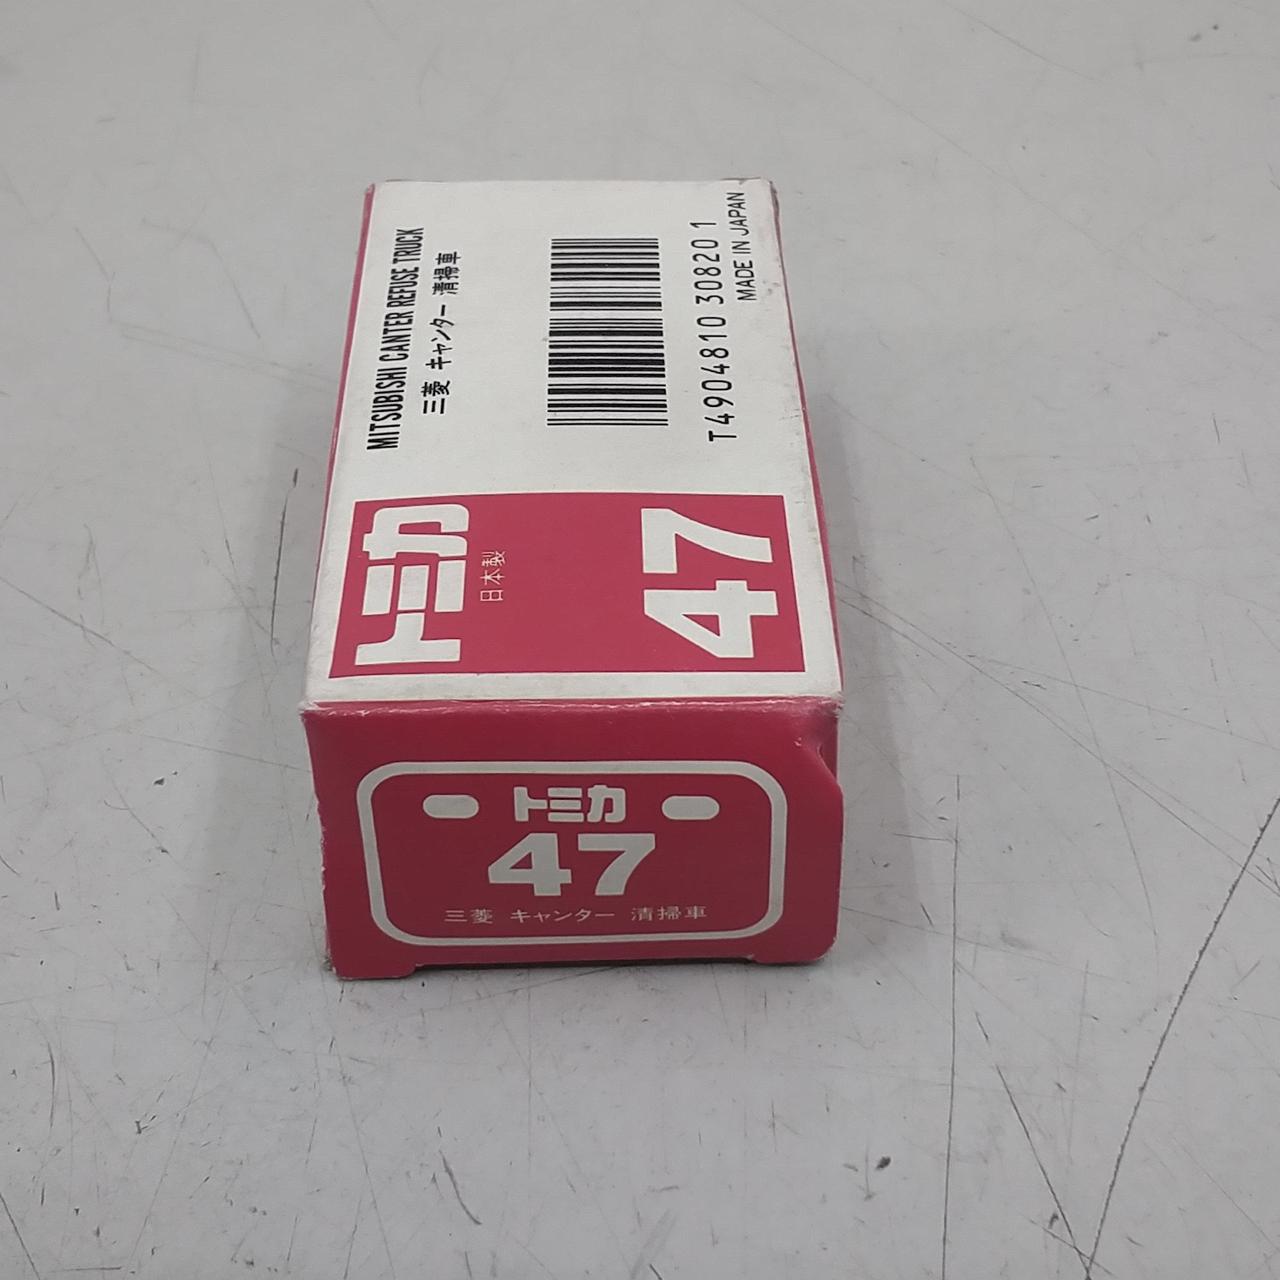 MITSUBISHI CANTER REFUSE TRUCK
三菱 キャンター 清掃車
T4904810 308201
MADE IN JAPAN
トミカ
日本製
47
トミカ
47
三菱 キャンター 清掃車